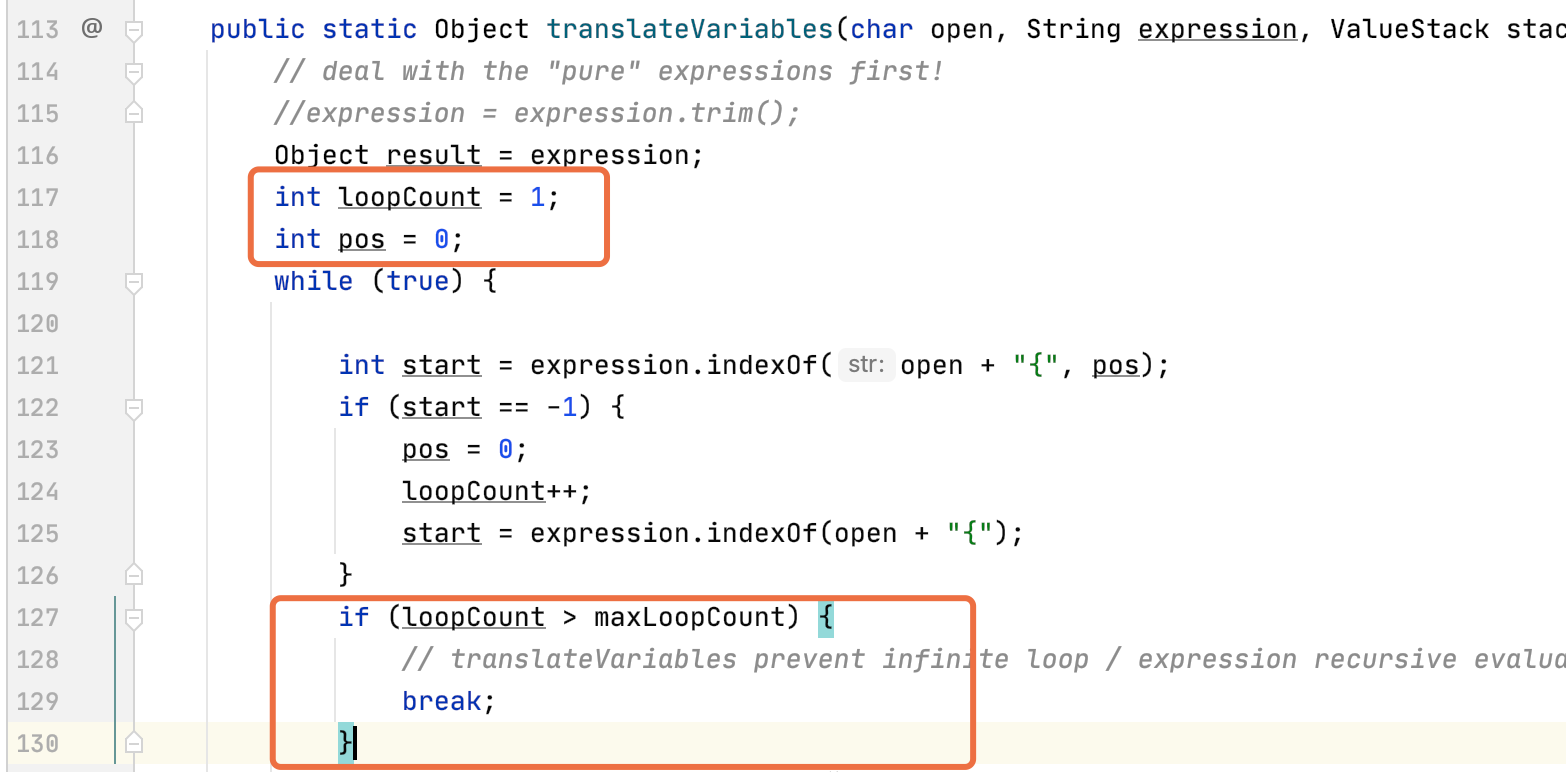 113 @ public static Object translateVariables(char open, String expression, ValueStack stac
114 // deal with the "pure" expressions first!
115 //expression = expression.trim();
116 Object result = expression;
117 int loopCount = 1;
118 int pos = 0;
119 while (true) {
120
121 int start = expression.indexOf( str: open + "{", pos);
122 if (start == -1) {
123 pos = 0;
124 loopCount++;
125 start = expression.indexOf(open + "{");
126 }
127 if (loopCount > maxLoopCount) {
128 // translateVariables prevent infinite loop / expression recursive evalua
129 break;
130 }